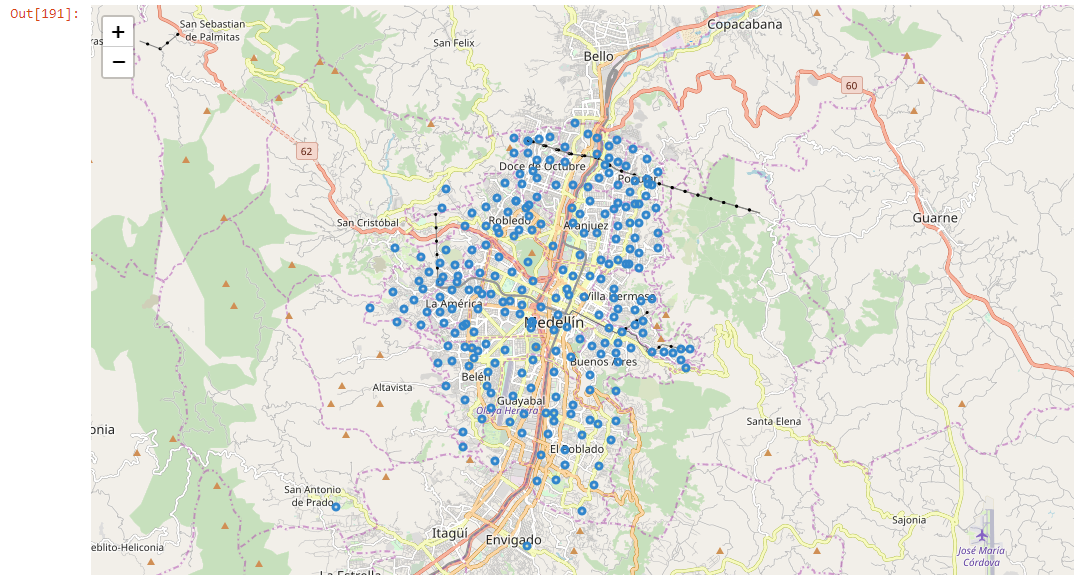 Out[191]:
+
−
San Sebastian
de Palmitas
San Felix
Copacabana
Bello
60
62
Doce de Octubre
Popular
San Cristóbal
Robledo
Aranjuez
Guarne
La América
Villa Hermosa
Medellín
Buenos Aires
Altavista
Belén
Guayabal
Olaya Herrera
Santa Elena
onia
El Poblado
San Antonio
de Prado
Sajonia
Itagüí
Envigado
eblito-Heliconia
José María
Córdova
La Estrella